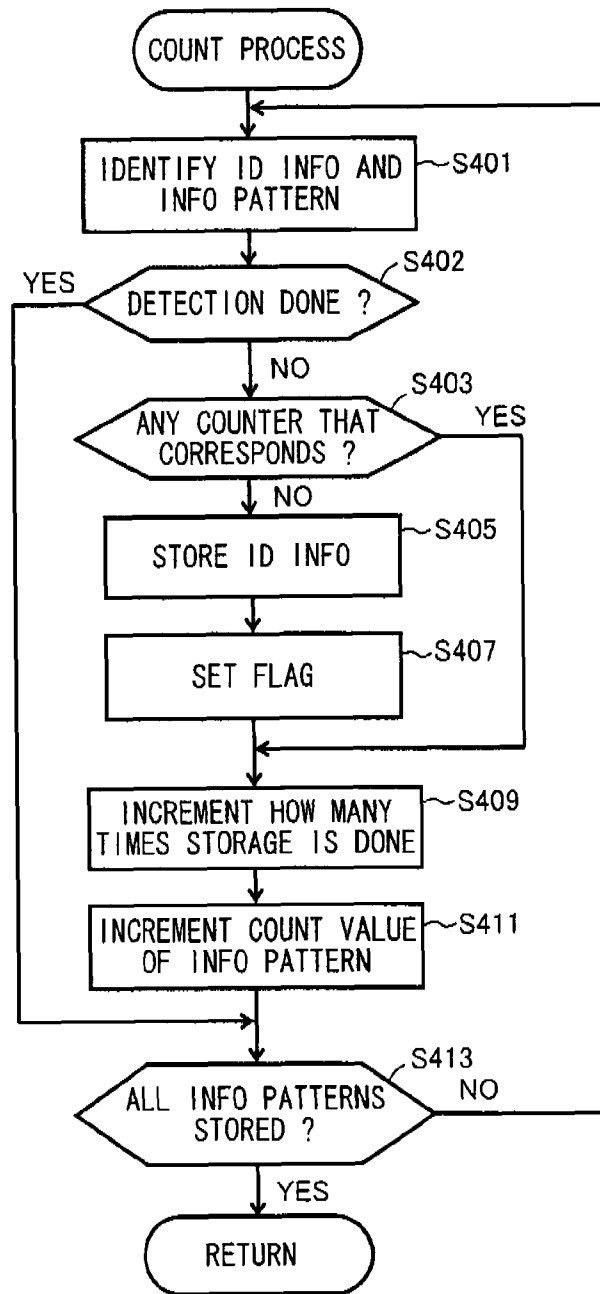 COUNT PROCESS
IDENTIFY ID INFO AND
INFO PATTERN
S401
S402
YES
DETECTION DONE ?
NO
S403
ANY COUNTER THAT
CORRESPONDS ?
YES
NO
S405
STORE ID INFO
S407
SET FLAG
S409
INCREMENT HOW MANY
TIMES STORAGE IS DONE
S411
INCREMENT COUNT VALUE
OF INFO PATTERN
S413
ALL INFO PATTERNS
STORED ?
NO
YES
RETURN